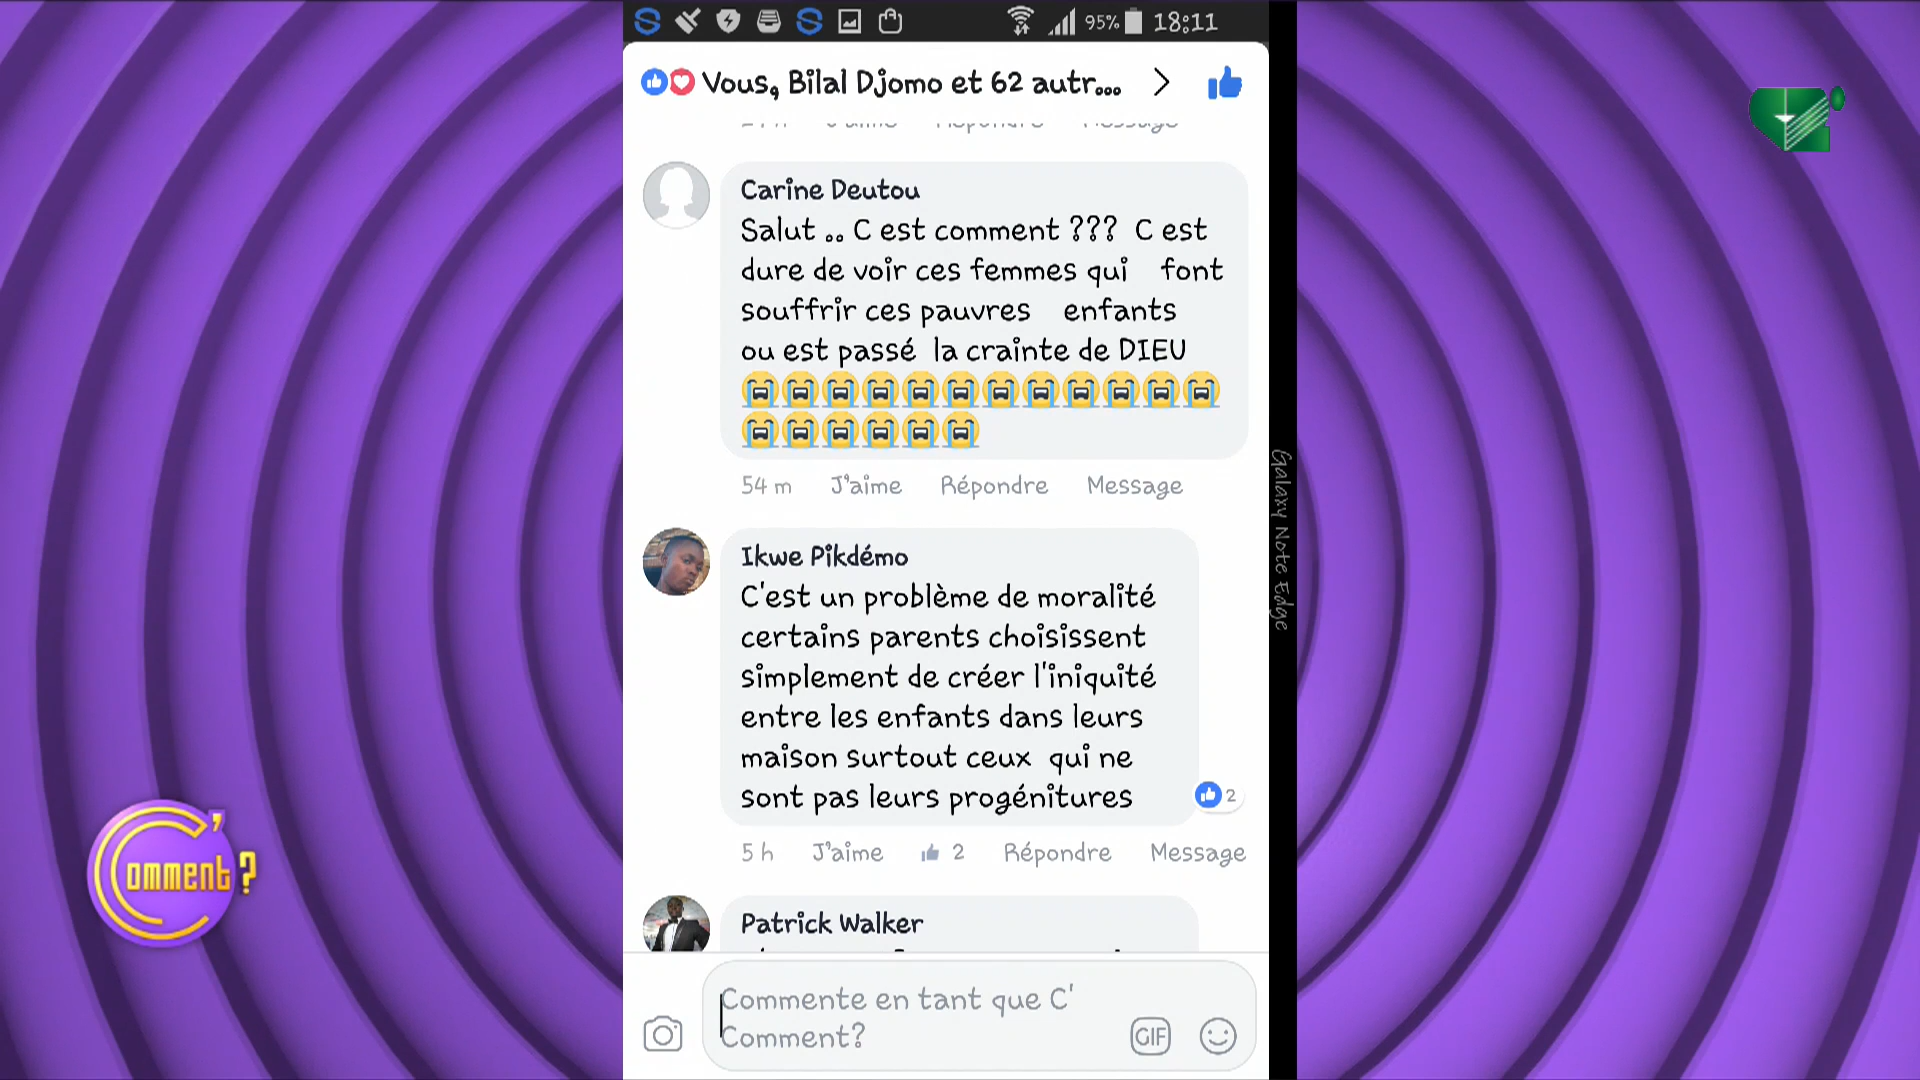 95% 18:11
Vous, Bilal Djomo et 62 autr...
J'aime Répondre Message
Carine Deutou
Salut .. C est comment ??? C est
dure de voir ces femmes qui font
souffrir ces pauvres enfants
ou est passé la crainte de DIEU
😭😭😭😭😭😭😭😭😭😭😭😭
😭😭😭😭😭😭
54 m J'aime Répondre Message
Ikwe Pikdémo
C'est un problème de moralité
certains parents choisissent
simplement de créer l'iniquité
entre les enfants dans leurs
maison surtout ceux qui ne
sont pas leurs progénitures
2
5 h J'aime 2 Répondre Message
Patrick Walker
Commente en tant que C'
Comment?
GIF
Galaxy Note Edge
C'omment ?